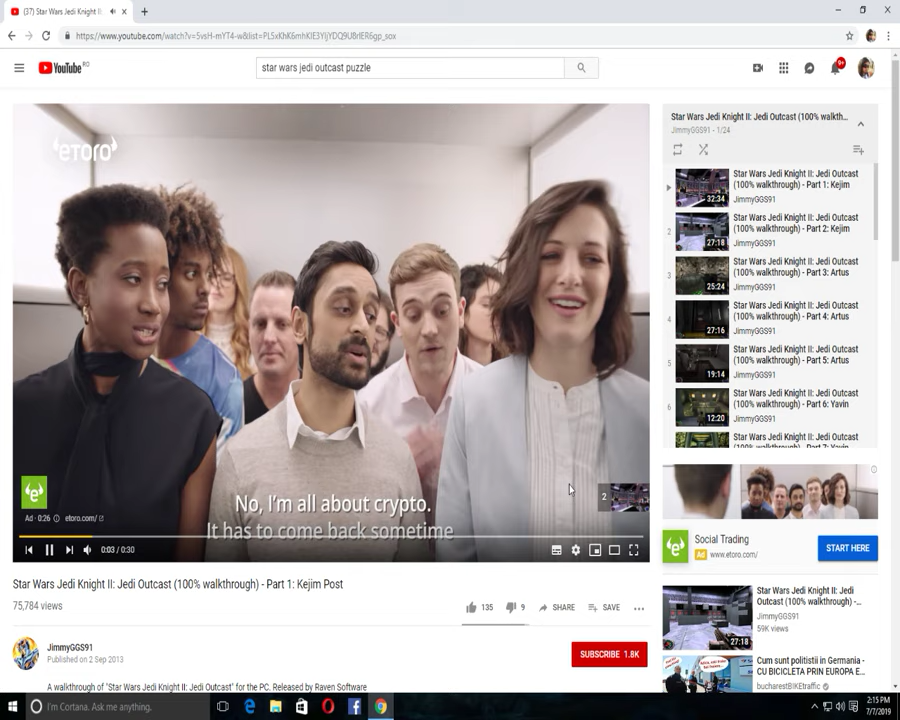 (37) Star Wars Jedi Knight II:
https://www.youtube.com/watch?v=5vsH-mYT4-w&list=PL5xKhK6mhKIE3YijYDQ9U8rlER6gp_sox
YouTube RO
star wars jedi outcast puzzle
9+
eToro
Star Wars Jedi Knight II: Jedi Outcast (100% walkth...
JimmyGGS91 - 1/24
Star Wars Jedi Knight II: Jedi Outcast
(100% walkthrough) - Part 1: Kejim
JimmyGGS91
32:34
2
Star Wars Jedi Knight II: Jedi Outcast
(100% walkthrough) - Part 2: Kejim
JimmyGGS91
27:18
3
Star Wars Jedi Knight II: Jedi Outcast
(100% walkthrough) - Part 3: Artus
JimmyGGS91
25:24
4
Star Wars Jedi Knight II: Jedi Outcast
(100% walkthrough) - Part 4: Artus
JimmyGGS91
27:16
5
Star Wars Jedi Knight II: Jedi Outcast
(100% walkthrough) - Part 5: Artus
JimmyGGS91
19:14
6
Star Wars Jedi Knight II: Jedi Outcast
(100% walkthrough) - Part 6: Yavin
JimmyGGS91
12:20
Star Wars Jedi Knight II: Jedi Outcast
No, I'm all about crypto.
It has to come back sometime
2
Ad · 0:26 etoro.com/
0:03 / 0:30
Social Trading
Ad www.etoro.com/
START HERE
Star Wars Jedi Knight II: Jedi Outcast (100% walkthrough) - Part 1: Kejim Post
75,784 views
135
9
SHARE
SAVE
JimmyGGS91
Published on 2 Sep 2013
SUBSCRIBE 1.8K
A walkthrough of "Star Wars Jedi Knight II: Jedi Outcast" for the PC. Released by Raven Software
Star Wars Jedi Knight II: Jedi
Outcast (100% walkthrough) -...
JimmyGGS91
59K views
27:18
Cum sunt politistii in Germania -
CU BICICLETA PRIN EUROPA E...
bucharestBIKEtraffic
I'm Cortana. Ask me anything.
2:15 PM
7/7/2019